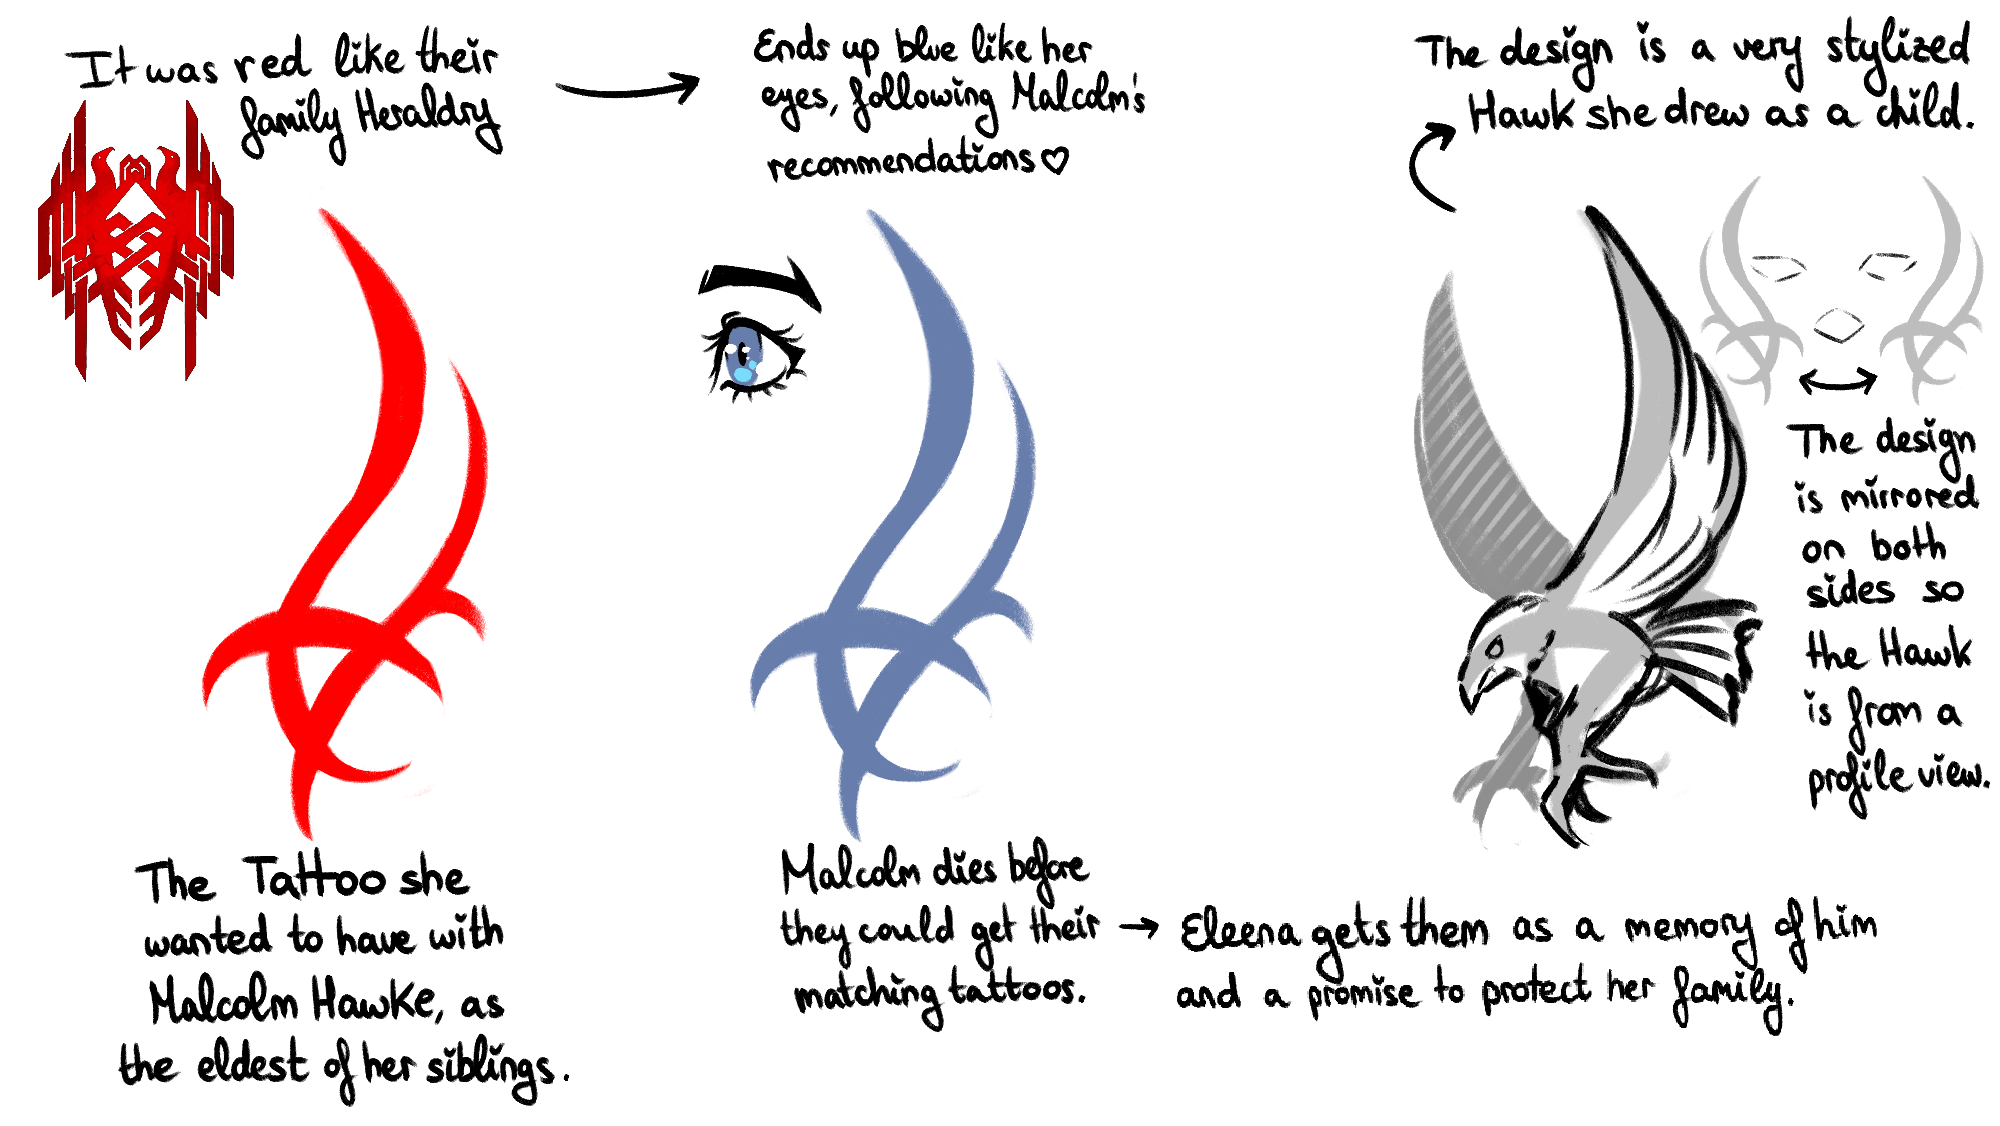 It was red like their
family Heraldry
Ends up blue like her
eyes, following Malcolm's
recommendations♡
The design is a very stylized
Hawk she drew as a child.
The design
is mirrored
on both
sides so
the Hawk
is from a
profile view.
The Tattoo she
wanted to have with
Malcolm Hawke, as
the eldest of her siblings.
Malcolm dies before
they could get their
matching tattoos.
→ Eleena gets them as a memory of him
and a promise to protect her family.